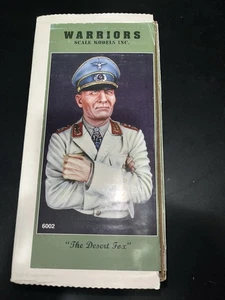 WARRIORS
SCALE MODELS INC.
6002
"The Desert Fox"